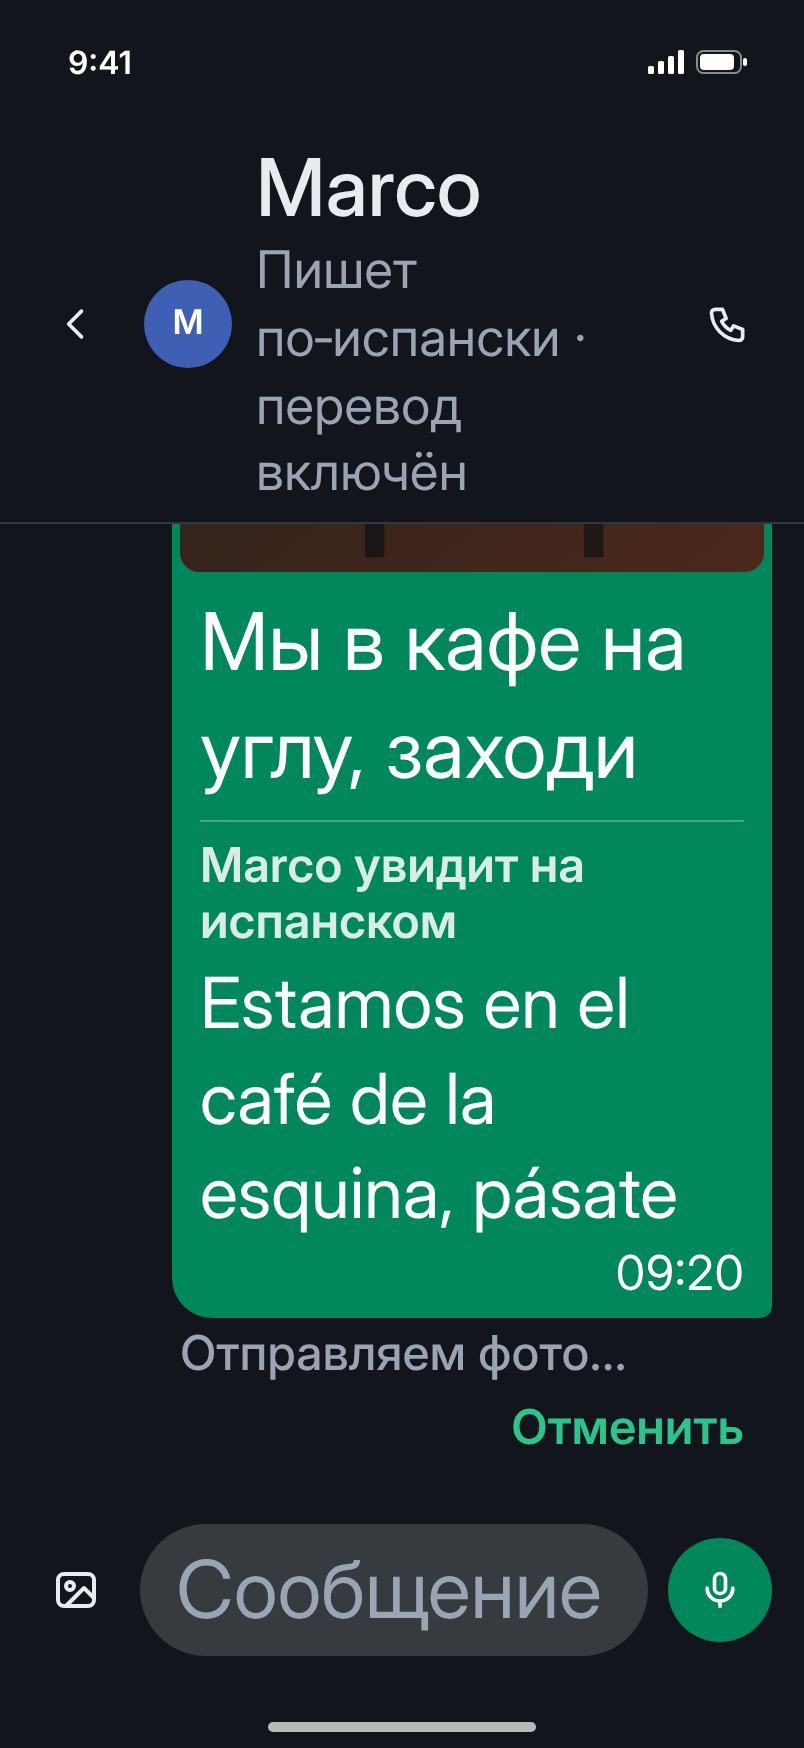 9:41
Marco
Пишет
по-испански ·
перевод
включён
M
Мы в кафе на
углу, заходи
Marco увидит на
испанском
Estamos en el
café de la
esquina, pásate
09:20
Отправляем фото...
Отменить
Сообщение